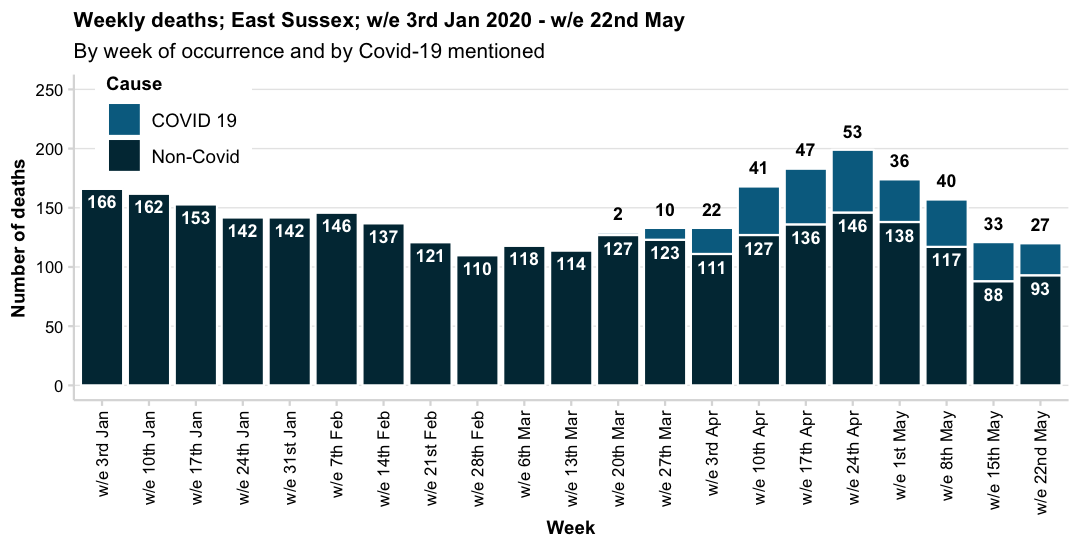 Weekly deaths; East Sussex; w/e 3rd Jan 2020 - w/e 22nd May
By week of occurrence and by Covid-19 mentioned
Cause
COVID 19
Non-Covid
Number of deaths
250
200
150
100
50
0
2 10 22 41 47 53 36 40 33 27
166 162 153 142 142 146 137 121 110 118 114 127 123 111 127 136 146 138 117 88 93
w/e 3rd Jan
w/e 10th Jan
w/e 17th Jan
w/e 24th Jan
w/e 31st Jan
w/e 7th Feb
w/e 14th Feb
w/e 21st Feb
w/e 28th Feb
w/e 6th Mar
w/e 13th Mar
w/e 20th Mar
w/e 27th Mar
w/e 3rd Apr
w/e 10th Apr
w/e 17th Apr
w/e 24th Apr
w/e 1st May
w/e 8th May
w/e 15th May
w/e 22nd May
Week